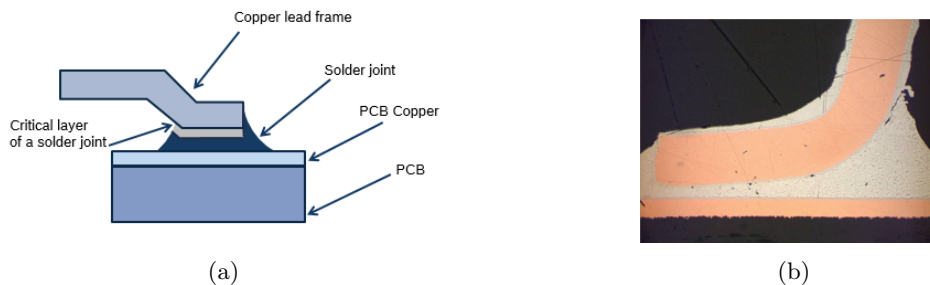 Copper lead frame
Solder joint
PCB Copper
Critical layer
of a solder joint
PCB
(a)
(b)